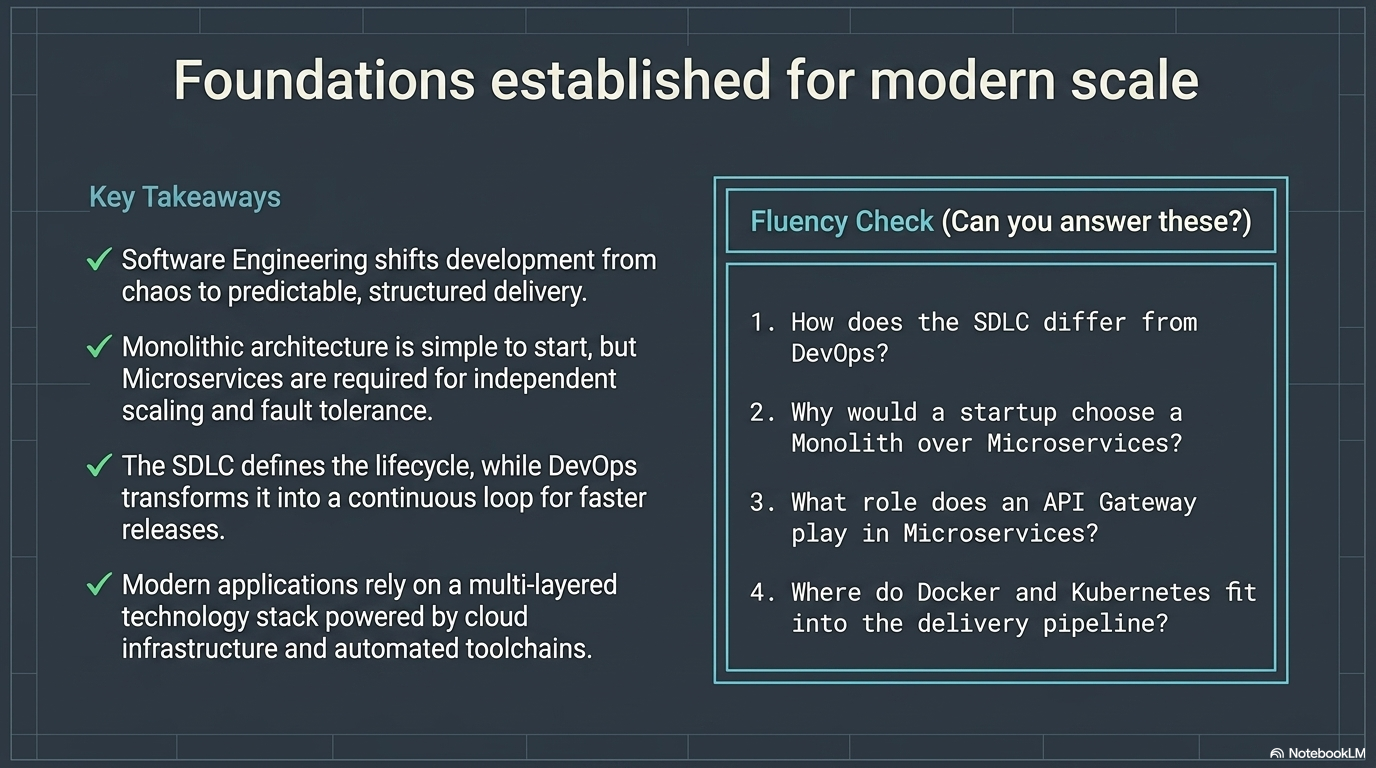 Foundations established for modern scale
Key Takeaways
Software Engineering shifts development from
chaos to predictable, structured delivery.
Monolithic architecture is simple to start, but
Microservices are required for independent
scaling and fault tolerance.
The SDLC defines the lifecycle, while DevOps
transforms it into a continuous loop for faster
releases.
Modern applications rely on a multi-layered
technology stack powered by cloud
infrastructure and automated toolchains.
Fluency Check (Can you answer these?)
1. How does the SDLC differ from
DevOps?
2. Why would a startup choose a
Monolith over Microservices?
3. What role does an API Gateway
play in Microservices?
4. Where do Docker and Kubernetes fit
into the delivery pipeline?
NotebookLM